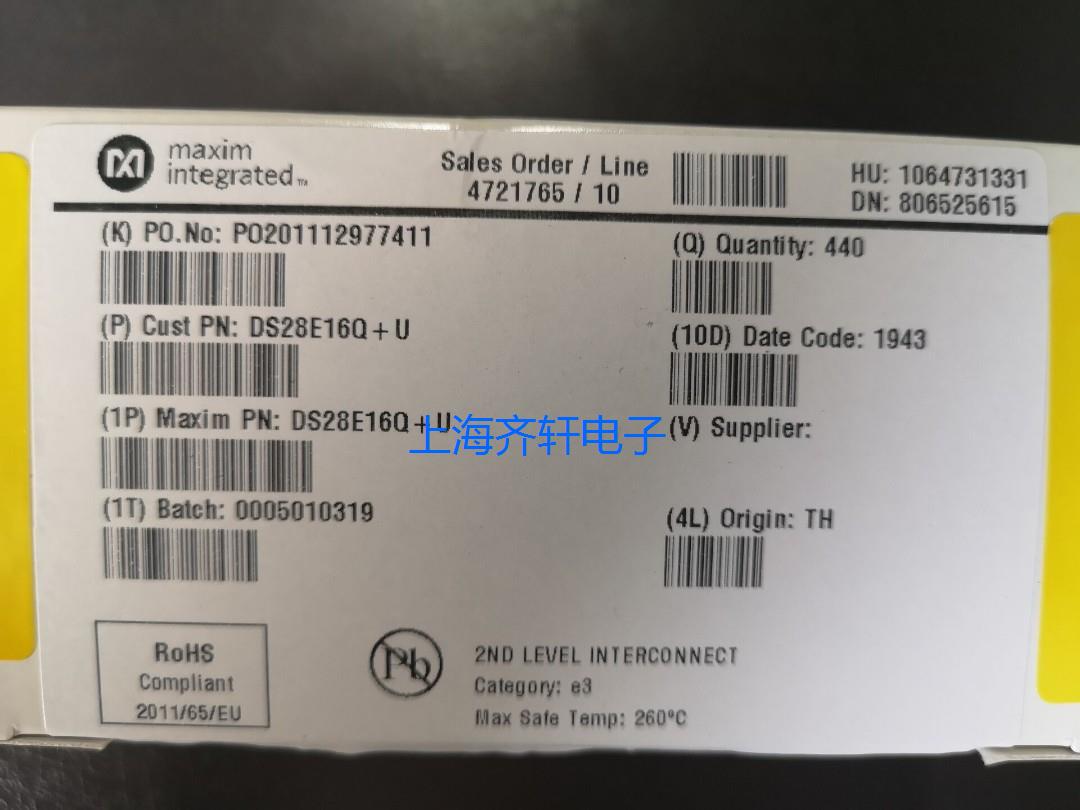 maxim
integrated™
Sales Order / Line
4721765 / 10
HU: 1064731331
DN: 806525615
(K) PO.No: PO201112977411
(Q) Quantity: 440
(P) Cust PN: DS28E16Q+U
(10D) Date Code: 1943
(1P) Maxim PN: DS28E16Q+U
上海齐轩电子
(V) Supplier:
(1T) Batch: 0005010319
(4L) Origin: TH
RoHS
Compliant
2011/65/EU
Pb
2ND LEVEL INTERCONNECT
Category: e3
Max Safe Temp: 260ºC